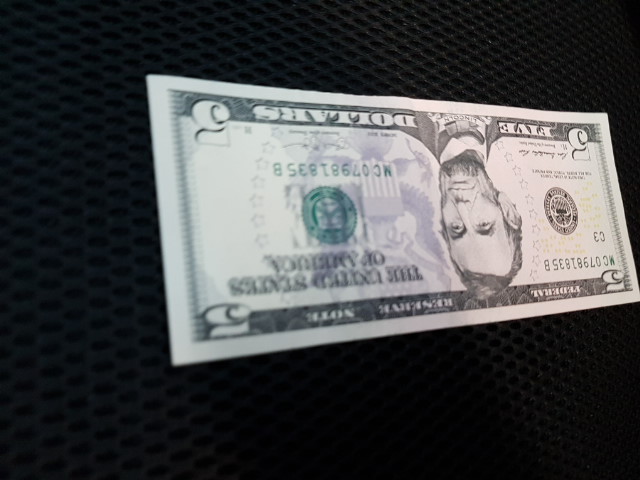 FEDERAL RESERVE NOTE
5
MC07981835B
C3
THE UNITED STATES
OF AMERICA
MC07981835B
5
FIVE DOLLARS
5
5